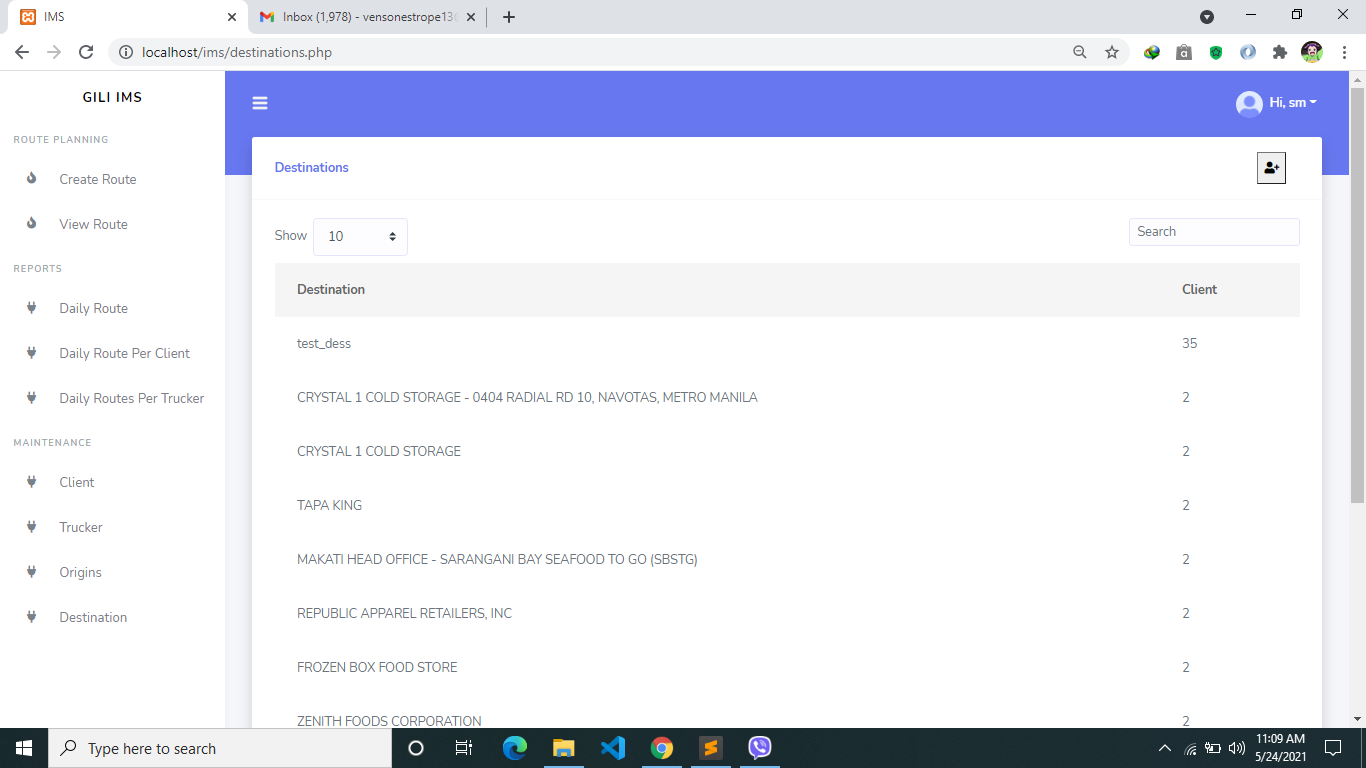 IMS
Inbox (1,978) - vensonestrope13
localhost/ims/destinations.php
GILI IMS
Hi, sm
ROUTE PLANNING
Create Route
View Route
REPORTS
Daily Route
Daily Route Per Client
Daily Routes Per Trucker
MAINTENANCE
Client
Trucker
Origins
Destination
Destinations
Show 10
Search
Destination Client
test_dess 35
CRYSTAL 1 COLD STORAGE - 0404 RADIAL RD 10, NAVOTAS, METRO MANILA 2
CRYSTAL 1 COLD STORAGE 2
TAPA KING 2
MAKATI HEAD OFFICE - SARANGANI BAY SEAFOOD TO GO (SBSTG) 2
REPUBLIC APPAREL RETAILERS, INC 2
FROZEN BOX FOOD STORE 2
ZENITH FOODS CORPORATION 2
Type here to search
11:09 AM
5/24/2021